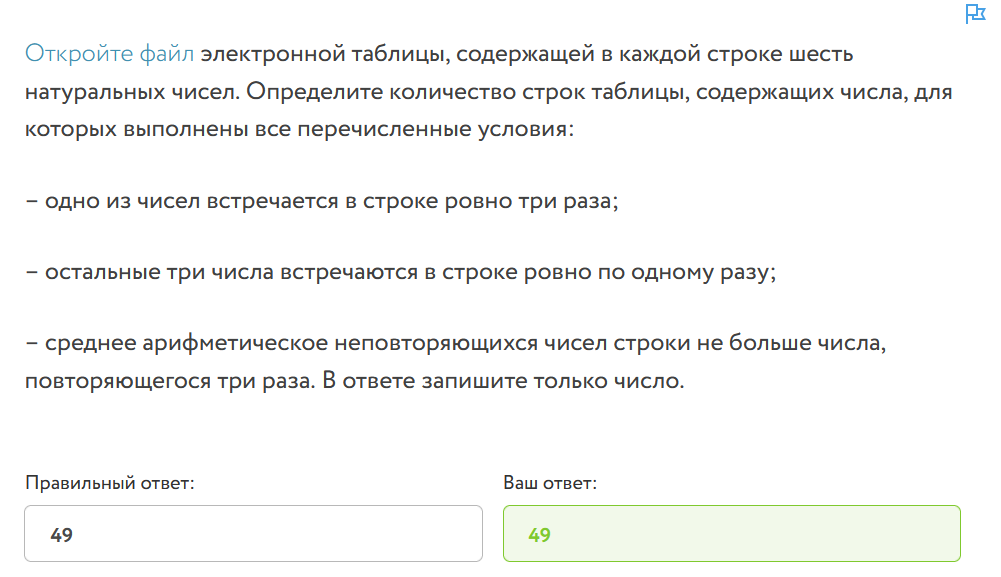 Откройте файл электронной таблицы, содержащей в каждой строке шесть
натуральных чисел. Определите количество строк таблицы, содержащих числа, для
которых выполнены все перечисленные условия:
– одно из чисел встречается в строке ровно три раза;
– остальные три числа встречаются в строке ровно по одному разу;
– среднее арифметическое неповторяющихся чисел строки не больше числа,
повторяющегося три раза. В ответе запишите только число.
Правильный ответ: Ваш ответ:
49 49